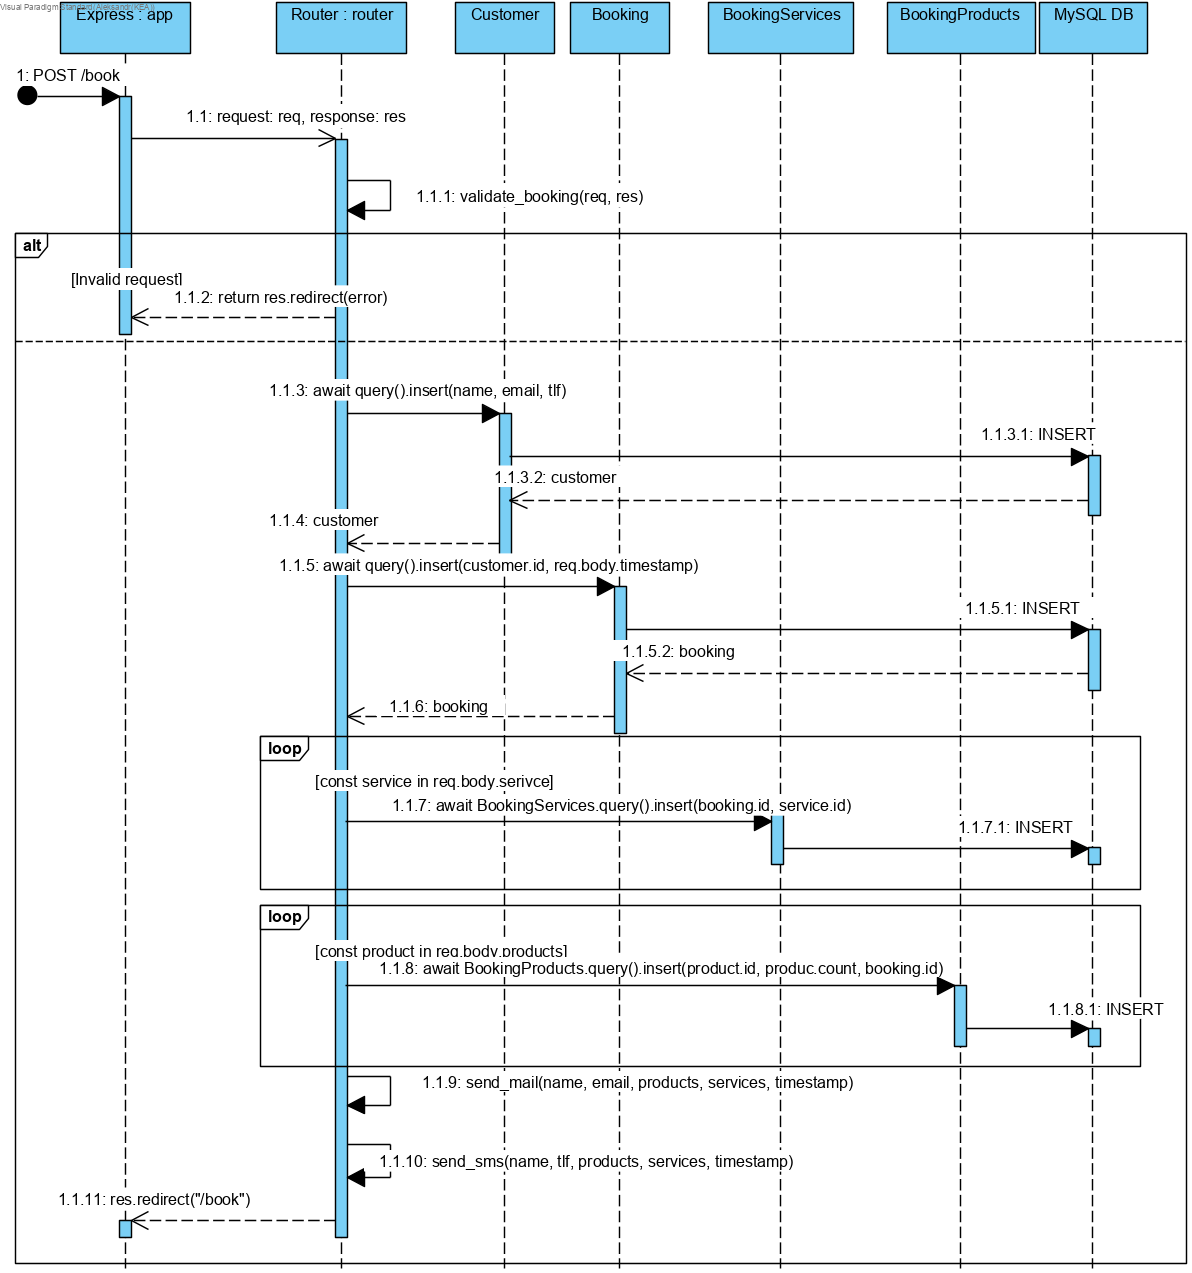 Visual Paradigm Standard(Aleksandr(KEA))
Express : app
Router : router
Customer
Booking
BookingServices
BookingProducts
MySQL DB
1: POST /book
1.1: request: req, response: res
1.1.1: validate_booking(req, res)
alt
[Invalid request]
1.1.2: return res.redirect(error)
1.1.3: await query().insert(name, email, tlf)
1.1.3.1: INSERT
1.1.3.2: customer
1.1.4: customer
1.1.5: await query().insert(customer.id, req.body.timestamp)
1.1.5.1: INSERT
1.1.5.2: booking
1.1.6: booking
loop
[const service in req.body.serivce]
1.1.7: await BookingServices.query().insert(booking.id, service.id)
1.1.7.1: INSERT
loop
[const product in req.body.products]
1.1.8: await BookingProducts.query().insert(product.id, produc.count, booking.id)
1.1.8.1: INSERT
1.1.9: send_mail(name, email, products, services, timestamp)
1.1.10: send_sms(name, tlf, products, services, timestamp)
1.1.11: res.redirect("/book")